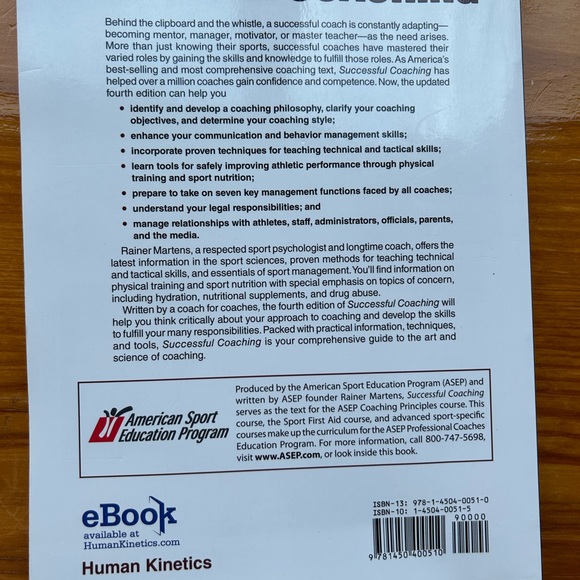 Behind the clipboard and the whistle, a successful coach is constantly adapting—
becoming mentor, manager, motivator, or master teacher—as the need arises.
More than just knowing their sports, successful coaches have mastered their
varied roles by gaining the skills and knowledge to fulfill those roles. As America's
best-selling and most comprehensive coaching text, Successful Coaching has
helped over a million coaches gain confidence and competence. Now, the updated
fourth edition can help you
• identify and develop a coaching philosophy, clarify your coaching
objectives, and determine your coaching style;
• enhance your communication and behavior management skills;
• incorporate proven techniques for teaching technical and tactical skills;
• learn tools for safely improving athletic performance through physical
training and sport nutrition;
• prepare to take on seven key management functions faced by all coaches;
• understand your legal responsibilities; and
• manage relationships with athletes, staff, administrators, officials, parents,
and the media.
Rainer Martens, a respected sport psychologist and longtime coach, offers the
latest information in the sport sciences, proven methods for teaching technical
and tactical skills, and essentials of sport management. You'll find information on
physical training and sport nutrition with special emphasis on topics of concern,
including hydration, nutritional supplements, and drug abuse.
Written by a coach for coaches, the fourth edition of Successful Coaching will
help you think critically about your approach to coaching and develop the skills
to fulfill your many responsibilities. Packed with practical information, techniques,
and tools, Successful Coaching is your comprehensive guide to the art and
science of coaching.
American Sport
Education Program
Produced by the American Sport Education Program (ASEP) and
written by ASEP founder Rainer Martens, Successful Coaching
serves as the text for the ASEP Coaching Principles course. This
course, the Sport First Aid course, and advanced sport-specific
courses make up the curriculum for the ASEP Professional Coaches
Education Program. For more information, call 800-747-5698,
visit www.ASEP.com, or look inside this book.
eBook
available at
HumanKinetics.com
Human Kinetics
ISBN-13: 978-1-4504-0051-0
ISBN-10: 1-4504-0051-5
90000
9 781450 400510